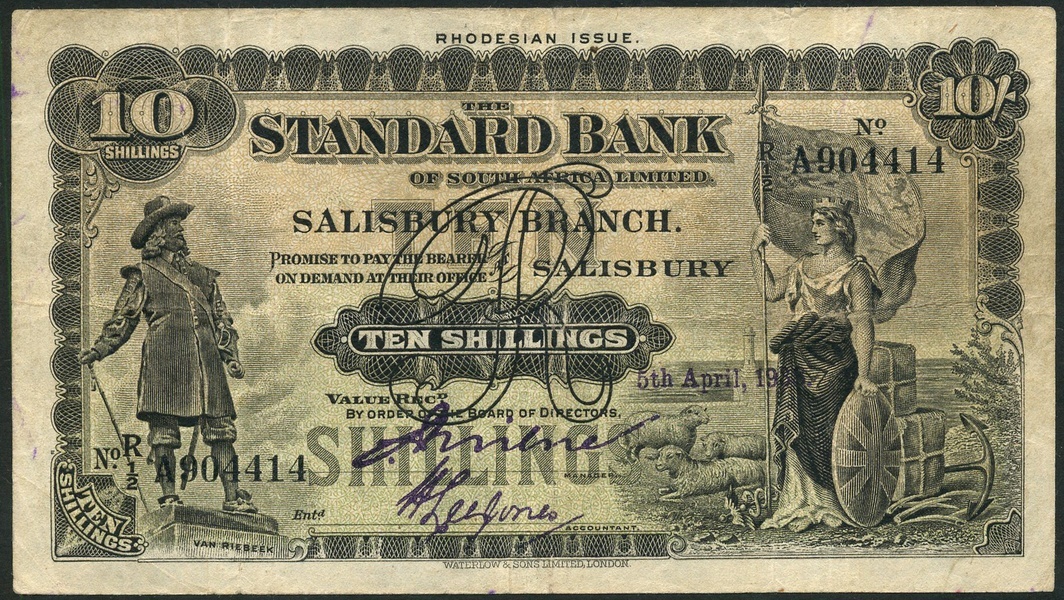 RHODESIAN ISSUE.
10
SHILLINGS
10/-
THE
STANDARD BANK
OF SOUTH AFRICA LIMITED.
Nº
R
1/2 A904414
SALISBURY BRANCH.
TEN
PROMISE TO PAY THE BEARER
ON DEMAND AT THEIR OFFICE
SALISBURY
TEN SHILLINGS
5th April,
VALUE RECD
BY ORDER OF THE BOARD OF DIRECTORS,
SHILLINGS
MANAGER.
Nº R
1/2 A904414
Entd
H Lee Jones
ACCOUNTANT.
TEN
SHILLINGS
VAN RIEBEEK
WATERLOW & SONS LIMITED, LONDON.